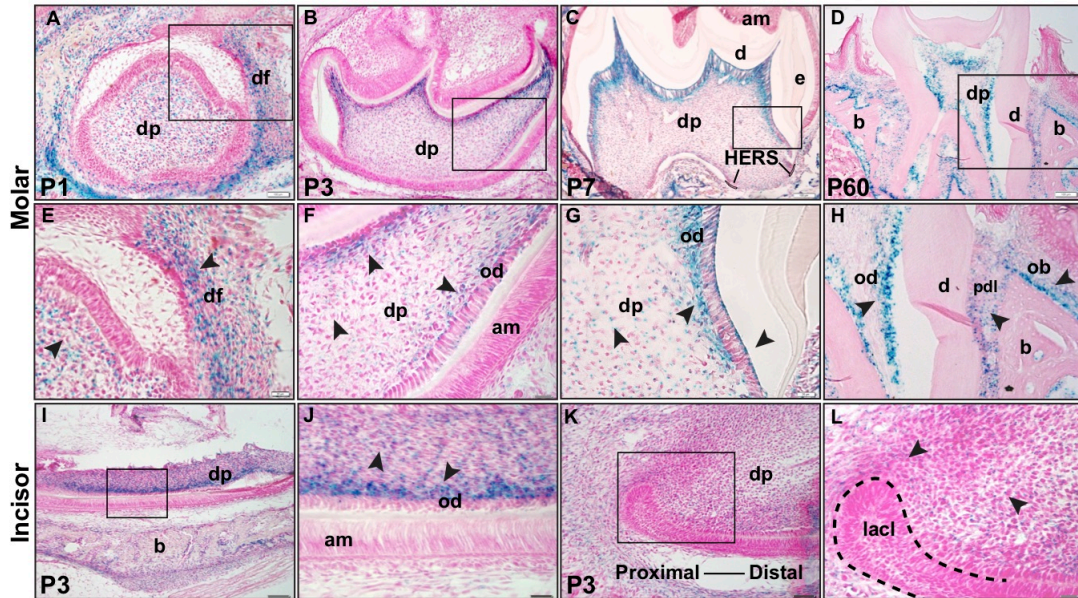 A
df
dp
P1
B
dp
P3
C
am
d
e
dp
HERS
P7
D
dp
d
b
b
P60
Molar
E
df
F
od
dp
am
G
od
dp
H
od
ob
pdl
d
b
I
dp
b
P3
J
od
am
K
dp
P3
Proximal
Distal
L
lacl
Incisor